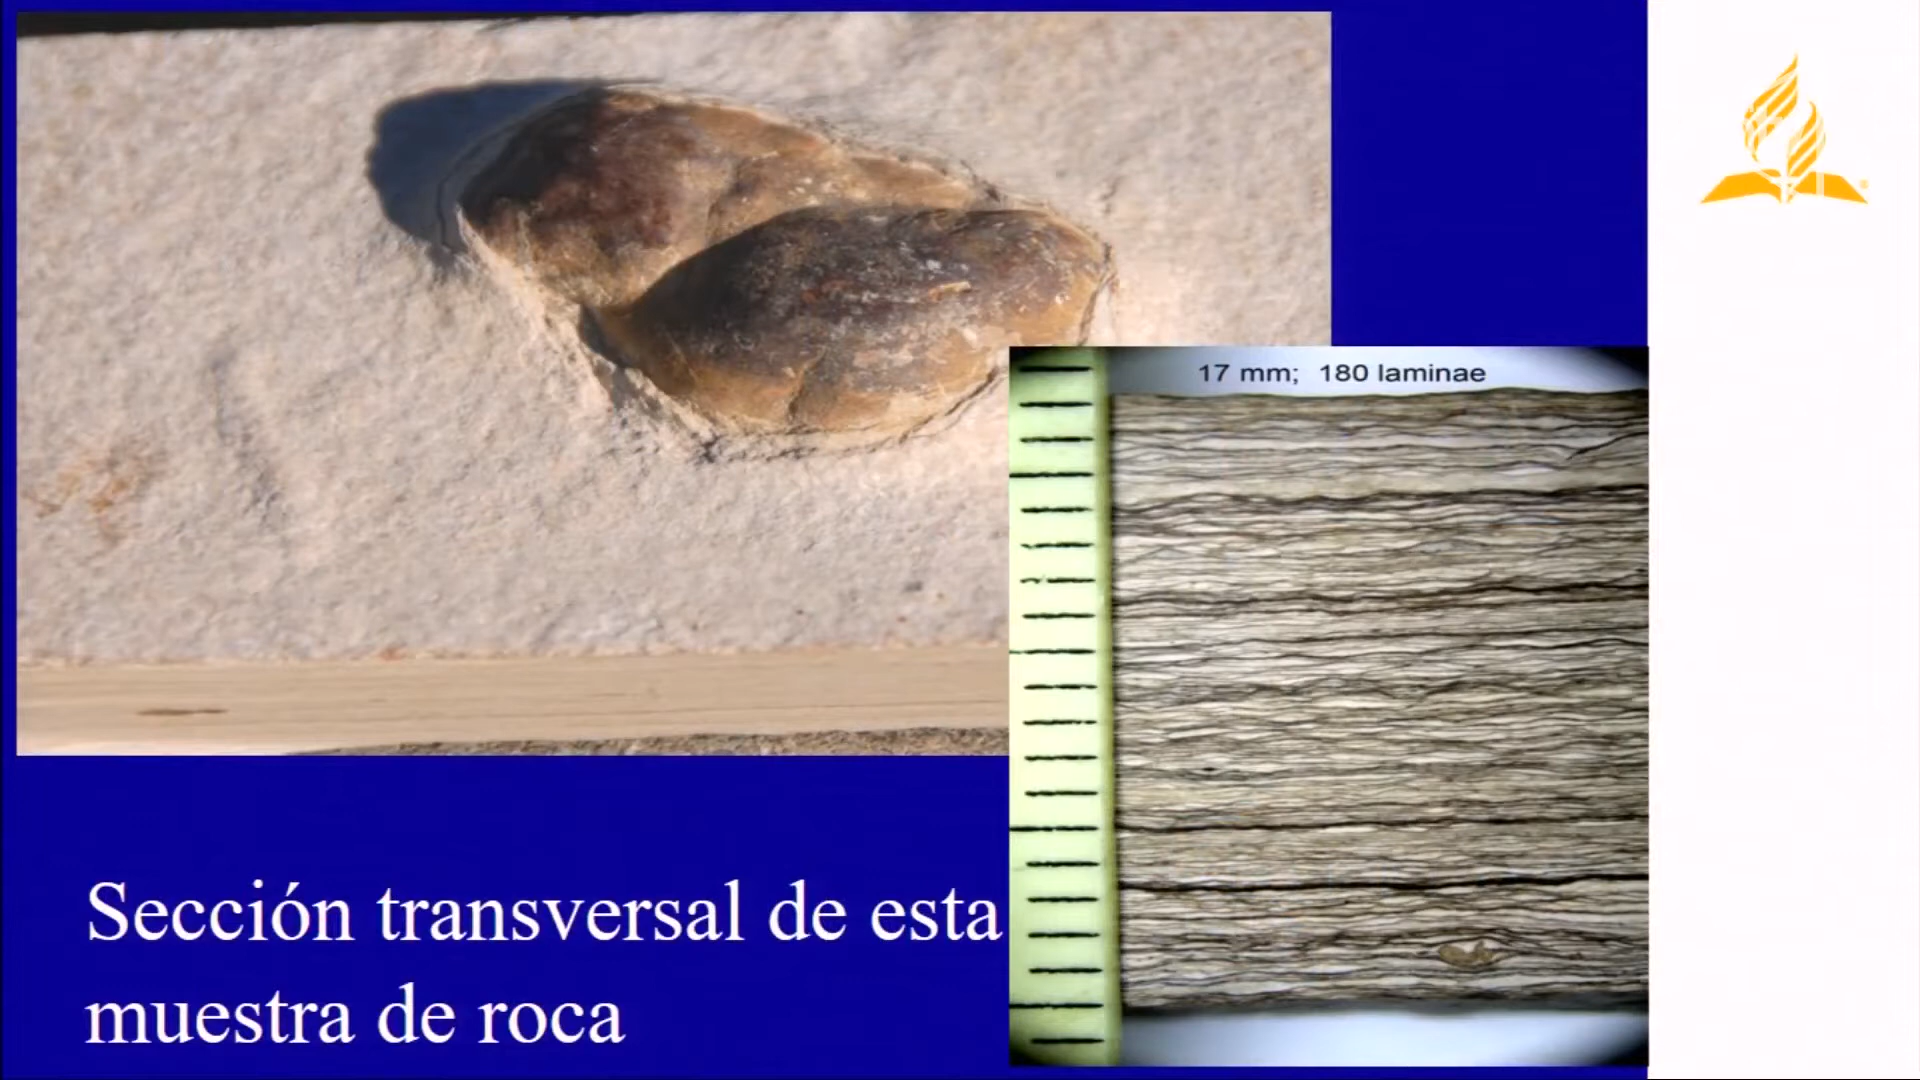 17 mm; 180 laminae
Sección transversal de esta
muestra de roca